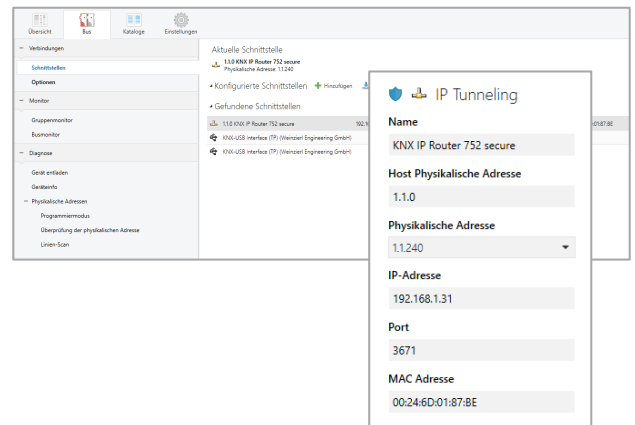 Übersicht
Bus
Kataloge
Einstellungen
Verbindungen
Schnittstellen
Optionen
Monitor
Gruppenmonitor
Busmonitor
Diagnose
Gerät entladen
Geräteinfo
Physikalische Adressen
Programmiermodus
Überprüfung der physikalischen Adresse
Linien-Scan
Aktuelle Schnittstelle
1.1.0 KNX IP Router 752 secure
Physikalische Adresse: 1.1.240
Konfigurierte Schnittstellen + Hinzufügen
Gefundene Schnittstellen
1.1.0 KNX IP Router 752 secure 192.16 :01:87:BE
KNX-USB Interface (TP) (Weinzierl Engineering GmbH)
KNX-USB Interface (TP) (Weinzierl Engineering GmbH)
IP Tunneling
Name
KNX IP Router 752 secure
Host Physikalische Adresse
1.1.0
Physikalische Adresse
1.1.240
IP-Adresse
192.168.1.31
Port
3671
MAC Adresse
00:24:6D:01:87:BE